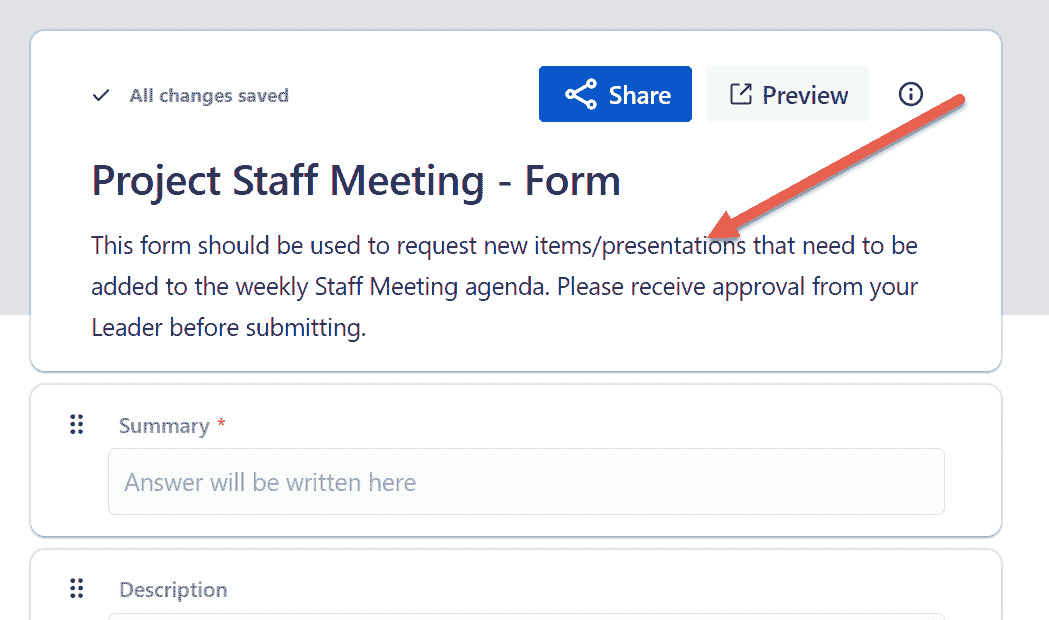 All changes saved
Share
Preview
Project Staff Meeting - Form
This form should be used to request new items/presentations that need to be
added to the weekly Staff Meeting agenda. Please receive approval from your
Leader before submitting.
Summary *
Answer will be written here
Description